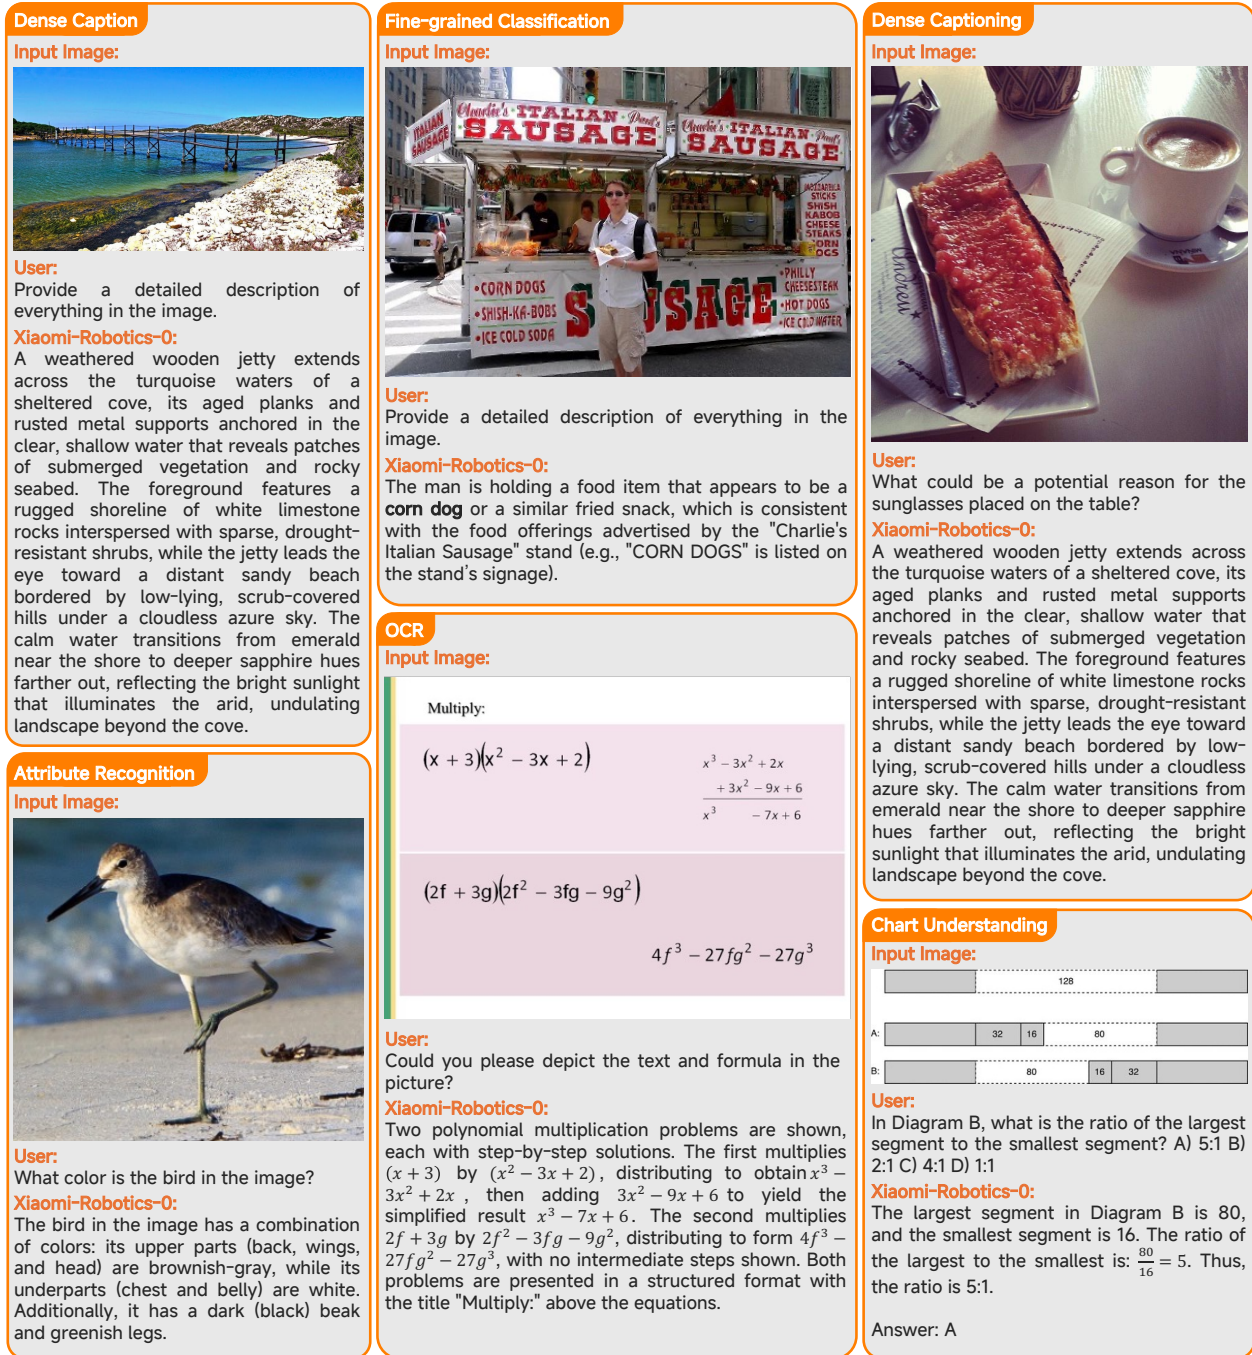 Dense Caption
Input Image:
User:
Provide a detailed description of
everything in the image.
Xiaomi-Robotics-0:
A weathered wooden jetty extends
across the turquoise waters of a
sheltered cove, its aged planks and
rusted metal supports anchored in the
clear, shallow water that reveals patches
of submerged vegetation and rocky
seabed. The foreground features a
rugged shoreline of white limestone
rocks interspersed with sparse, drought-
resistant shrubs, while the jetty leads the
eye toward a distant sandy beach
bordered by low-lying, scrub-covered
hills under a cloudless azure sky. The
calm water transitions from emerald
near the shore to deeper sapphire hues
farther out, reflecting the bright sunlight
that illuminates the arid, undulating
landscape beyond the cove.
Attribute Recognition
Input Image:
User:
What color is the bird in the image?
Xiaomi-Robotics-0:
The bird in the image has a combination
of colors: its upper parts (back, wings,
and head) are brownish-gray, while its
underparts (chest and belly) are white.
Additionally, it has a dark (black) beak
and greenish legs.
Fine-grained Classification
Input Image:
ITALIAN
SAUSAGE
Charlie's ITALIAN
SAUSAGE
Charlie's ITALIAN
SAUSAGE
MOZZARELLA
STICKS
SHISH
KABOB
CHEESE
STEAKS
CORN
DOGS
•CORN DOGS
•SHISH-KA-BOBS
•ICE COLD SODA
SAUSAGE
•PHILLY
CHEESESTEAK
•HOT DOGS
•ICE COLD WATER
User:
Provide a detailed description of everything in the
image.
Xiaomi-Robotics-0:
The man is holding a food item that appears to be a
corn dog or a similar fried snack, which is consistent
with the food offerings advertised by the "Charlie's
Italian Sausage" stand (e.g., "CORN DOGS" is listed on
the stand's signage).
OCR
Input Image:
Multiply:
(x + 3)(x² − 3x + 2)
x³ − 3x² + 2x
+ 3x² − 9x + 6
x³ − 7x + 6
(2f + 3g)(2f² − 3fg − 9g²)
4f³ − 27fg² − 27g³
User:
Could you please depict the text and formula in the
picture?
Xiaomi-Robotics-0:
Two polynomial multiplication problems are shown,
each with step-by-step solutions. The first multiplies
(x + 3) by (x² − 3x + 2), distributing to obtain x³ −
3x² + 2x , then adding 3x² − 9x + 6 to yield the
simplified result x³ − 7x + 6. The second multiplies
2f + 3g by 2f² − 3fg − 9g², distributing to form 4f³ −
27fg² − 27g³, with no intermediate steps shown. Both
problems are presented in a structured format with
the title "Multiply:" above the equations.
Dense Captioning
Input Image:
User:
What could be a potential reason for the
sunglasses placed on the table?
Xiaomi-Robotics-0:
A weathered wooden jetty extends across
the turquoise waters of a sheltered cove, its
aged planks and rusted metal supports
anchored in the clear, shallow water that
reveals patches of submerged vegetation
and rocky seabed. The foreground features
a rugged shoreline of white limestone rocks
interspersed with sparse, drought-resistant
shrubs, while the jetty leads the eye toward
a distant sandy beach bordered by low-
lying, scrub-covered hills under a cloudless
azure sky. The calm water transitions from
emerald near the shore to deeper sapphire
hues farther out, reflecting the bright
sunlight that illuminates the arid, undulating
landscape beyond the cove.
Chart Understanding
Input Image:
128
A: 32 16 80
B: 80 16 32
User:
In Diagram B, what is the ratio of the largest
segment to the smallest segment? A) 5:1 B)
2:1 C) 4:1 D) 1:1
Xiaomi-Robotics-0:
The largest segment in Diagram B is 80,
and the smallest segment is 16. The ratio of
the largest to the smallest is: 80/16 = 5. Thus,
the ratio is 5:1.
Answer: A